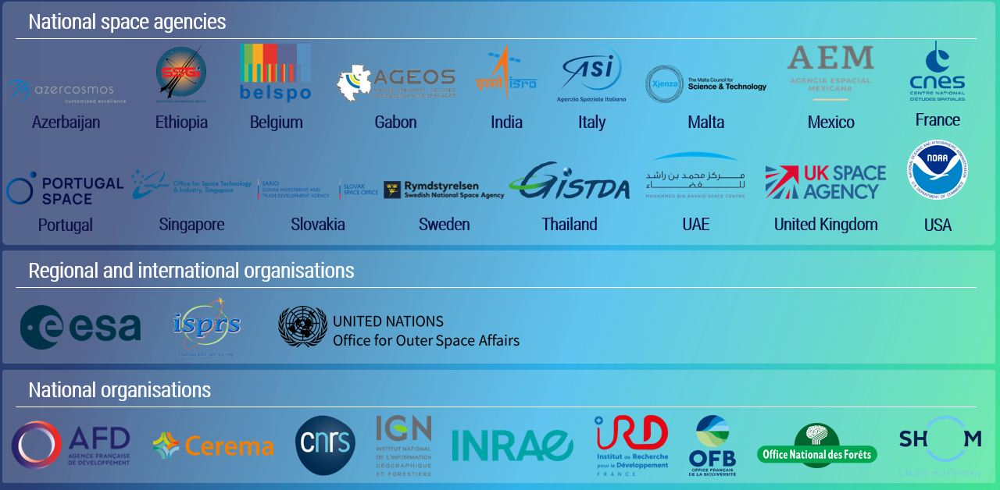 National space agencies
azercosmos
customized excellence
Azerbaijan
SSGI
Ethiopia
belspo
Belgium
AGEOS
Gabon
इसरो isro
India
ASI
Agenzia Spaziale Italiana
Italy
Xjenza
The Malta Council for
Science & Technology
Malta
AEM
AGENCIA ESPACIAL
MEXICANA
Mexico
cnes
CENTRE NATIONAL
D'ÉTUDES SPATIALES
France
PORTUGAL
SPACE
Portugal
Office for Space Technology
& Industry, Singapore
Singapore
SARIO
SLOVAK INVESTMENT AND
TRADE DEVELOPMENT AGENCY
SLOVAK
SPACE OFFICE
Slovakia
Rymdstyrelsen
Swedish National Space Agency
Sweden
GISTDA
Thailand
مركز محمد بن راشد
للفضاء
MOHAMMED BIN RASHID SPACE CENTRE
UAE
UK SPACE
AGENCY
United Kingdom
NATIONAL OCEANIC AND ATMOSPHERIC ADMINISTRATION
NOAA
U.S. DEPARTMENT OF COMMERCE
USA
Regional and international organisations
esa
isprs
UNITED NATIONS
Office for Outer Space Affairs
National organisations
AFD
AGENCE FRANÇAISE
DE DÉVELOPPEMENT
Cerema
cnrs
IGN
INSTITUT NATIONAL
DE L'INFORMATION
GÉOGRAPHIQUE
ET FORESTIÈRE
INRAE
IRD
Institut de Recherche
pour le Développement
FRANCE
OFB
OFFICE FRANÇAIS
DE LA BIODIVERSITÉ
Office National des Forêts
SHOM
L'océan en référence